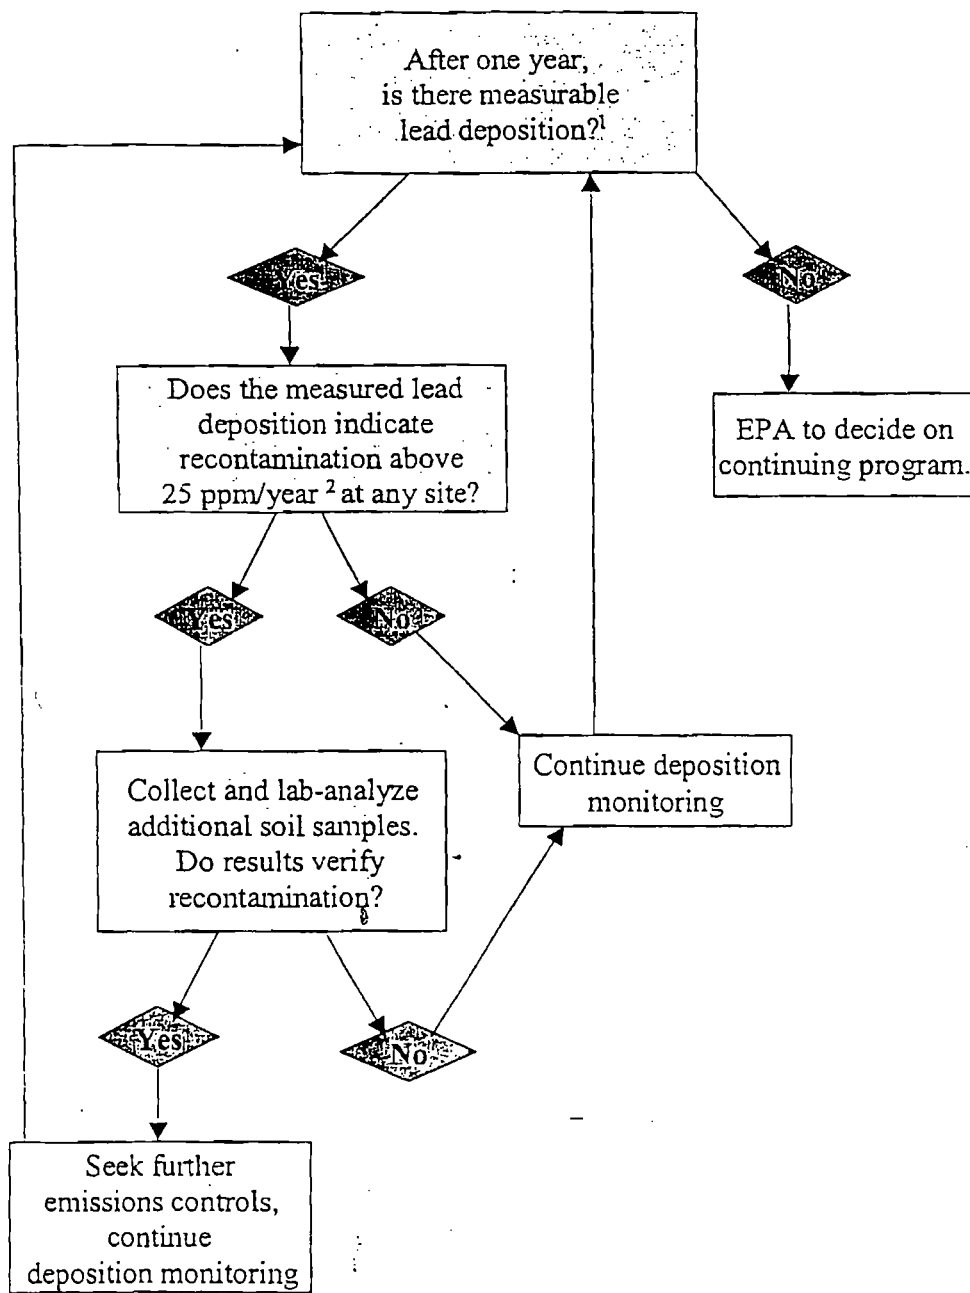 After one year,
is there measurable
lead deposition?1
Yes
No
Does the measured lead
deposition indicate
recontamination above
25 ppm/year 2 at any site?
EPA to decide on
continuing program.
Yes
No
Continue deposition
monitoring
Collect and lab-analyze
additional soil samples.
Do results verify
recontamination?
Yes
No
Seek further
emissions controls,
continue
deposition monitoring